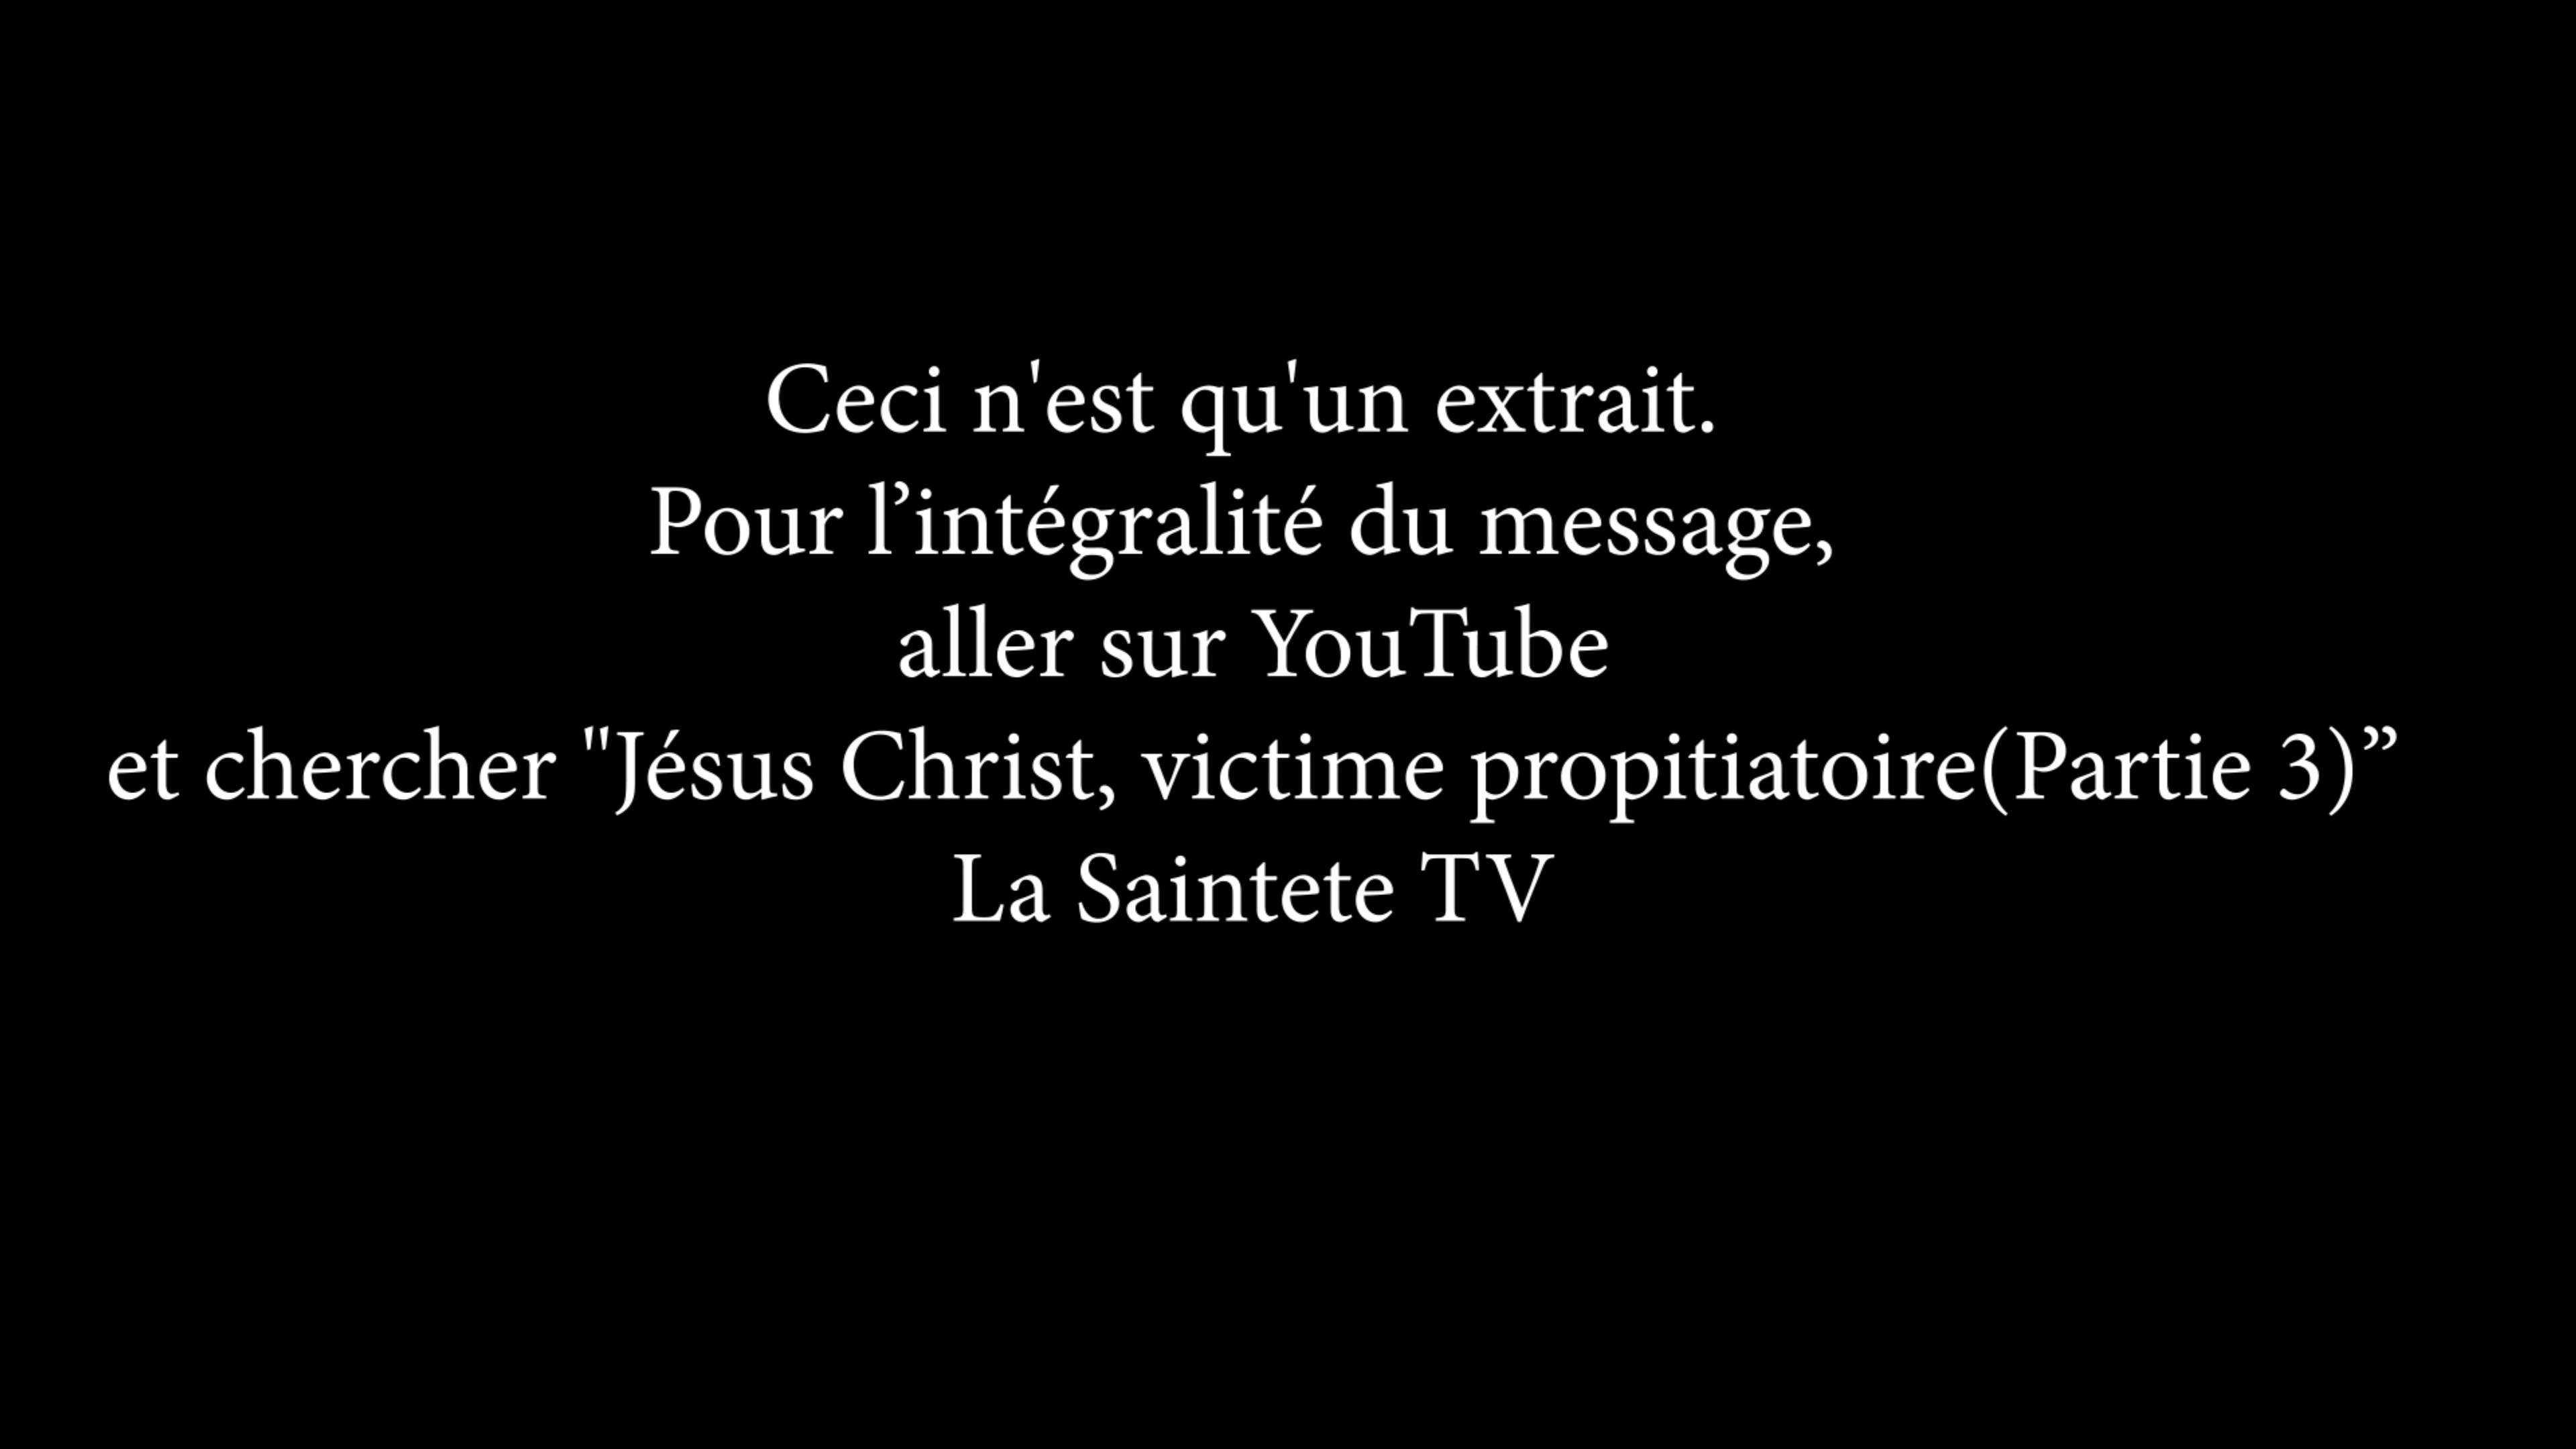 Ceci n'est qu'un extrait.
Pour l’intégralité du message,
aller sur YouTube
et chercher "Jésus Christ, victime propitiatoire(Partie 3)”
La Saintete TV